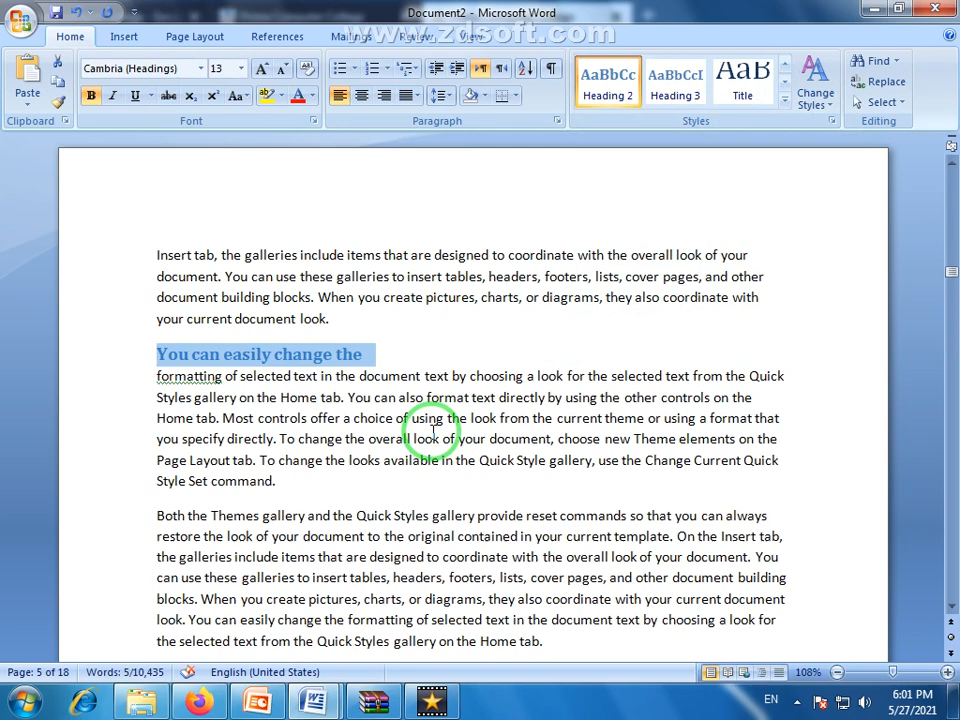 Document2 - Microsoft Word
Home Insert Page Layout References Mailings Review View
www.zdsoft.com
Paste
Clipboard
Cambria (Headings) 13
B I U abc X₂ X² Aa
Font
Paragraph
AaBbCc AaBbCcI AaB
Heading 2 Heading 3 Title
Change Styles
Styles
Find
Replace
Select
Editing
Insert tab, the galleries include items that are designed to coordinate with the overall look of your
document. You can use these galleries to insert tables, headers, footers, lists, cover pages, and other
document building blocks. When you create pictures, charts, or diagrams, they also coordinate with
your current document look.
You can easily change the
formatting of selected text in the document text by choosing a look for the selected text from the Quick
Styles gallery on the Home tab. You can also format text directly by using the other controls on the
Home tab. Most controls offer a choice of using the look from the current theme or using a format that
you specify directly. To change the overall look of your document, choose new Theme elements on the
Page Layout tab. To change the looks available in the Quick Style gallery, use the Change Current Quick
Style Set command.
Both the Themes gallery and the Quick Styles gallery provide reset commands so that you can always
restore the look of your document to the original contained in your current template. On the Insert tab,
the galleries include items that are designed to coordinate with the overall look of your document. You
can use these galleries to insert tables, headers, footers, lists, cover pages, and other document building
blocks. When you create pictures, charts, or diagrams, they also coordinate with your current document
look. You can easily change the formatting of selected text in the document text by choosing a look for
the selected text from the Quick Styles gallery on the Home tab.
Page: 5 of 18 Words: 5/10,435 English (United States) 108%
EN 6:01 PM
5/27/2021